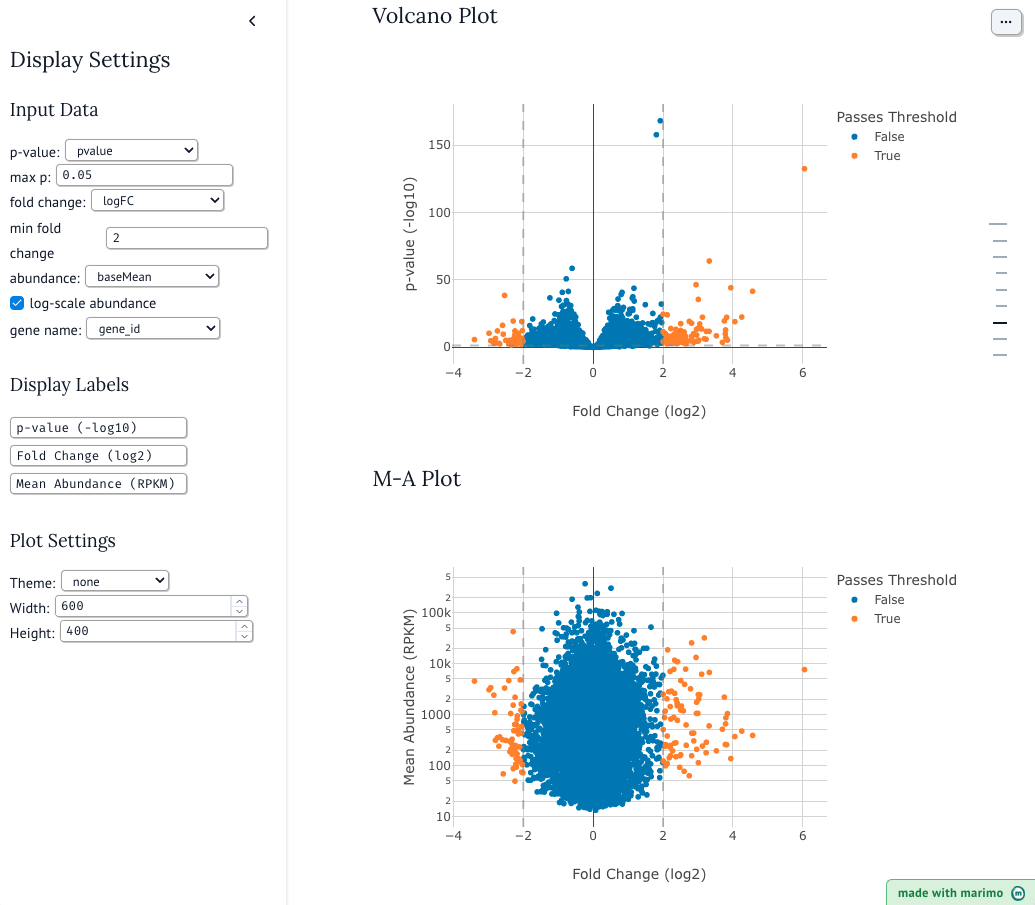 Display Settings
Input Data
p-value: pvalue
max p: 0.05
fold change: logFC
min fold change 2
abundance: baseMean
log-scale abundance
gene name: gene_id
Display Labels
p-value (-log10)
Fold Change (log2)
Mean Abundance (RPKM)
Plot Settings
Theme: none
Width: 600
Height: 400
Volcano Plot
...
Passes Threshold
False
True
p-value (-log10)
150
100
50
0
−4 −2 0 2 4 6
Fold Change (log2)
M-A Plot
Passes Threshold
False
True
Mean Abundance (RPKM)
5
2
100k
5
2
10k
5
2
1000
5
2
100
5
2
10
−4 −2 0 2 4 6
Fold Change (log2)
made with marimo m